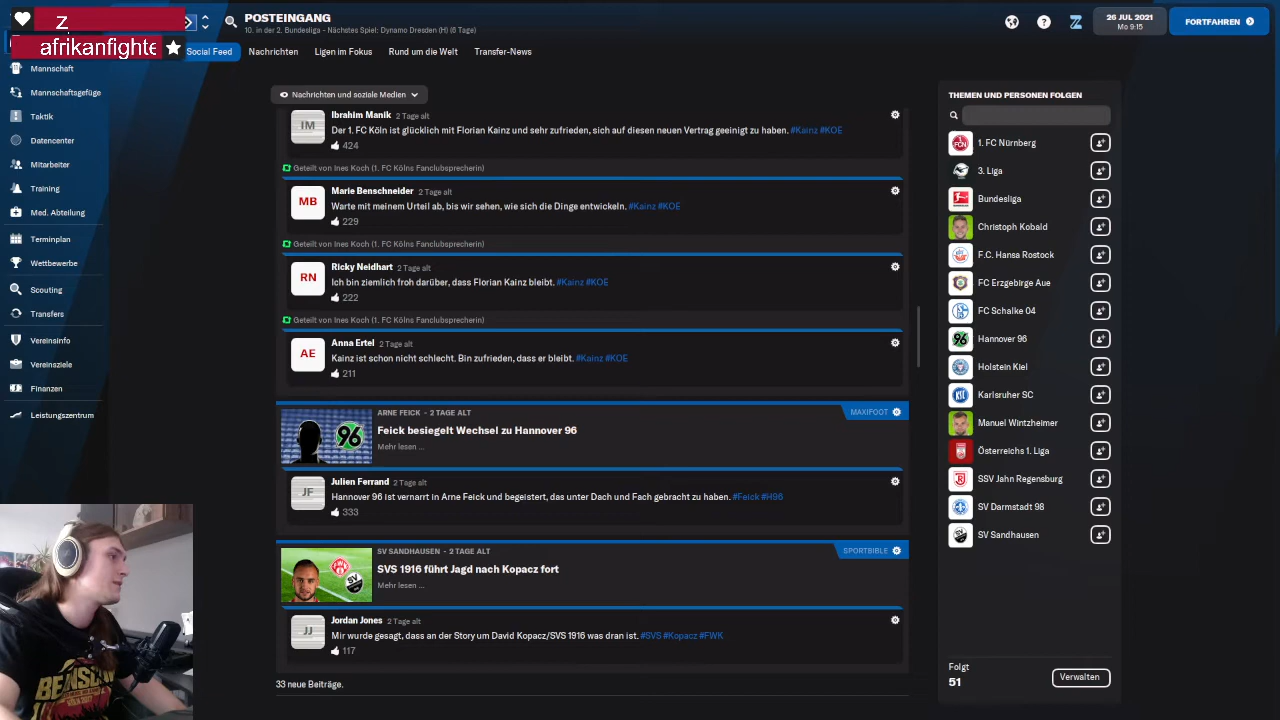 z
afrikanfighte
POSTEINGANG
10. in der 2. Bundesliga - Nächstes Spiel: Dynamo Dresden (H) (6 Tage)
26 JUL 2021
Mo 9:15
FORTFAHREN
Social Feed
Nachrichten
Ligen im Fokus
Rund um die Welt
Transfer-News
Mannschaft
Mannschaftsgefüge
Taktik
Datencenter
Mitarbeiter
Training
Med. Abteilung
Terminplan
Wettbewerbe
Scouting
Transfers
Vereinsinfo
Vereinsziele
Finanzen
Leistungszentrum
Nachrichten und soziale Medien
IM
Ibrahim Manik 2 Tage alt
Der 1. FC Köln ist glücklich mit Florian Kainz und sehr zufrieden, sich auf diesen neuen Vertrag geeinigt zu haben. #Kainz #KOE
424
Geteilt von Ines Koch (1. FC Kölns Fanclubsprecherin)
MB
Marie Benschneider 2 Tage alt
Warte mit meinem Urteil ab, bis wir sehen, wie sich die Dinge entwickeln. #Kainz #KOE
229
Geteilt von Ines Koch (1. FC Kölns Fanclubsprecherin)
RN
Ricky Neidhart 2 Tage alt
Ich bin ziemlich froh darüber, dass Florian Kainz bleibt. #Kainz #KOE
222
Geteilt von Ines Koch (1. FC Kölns Fanclubsprecherin)
AE
Anna Ertel 2 Tage alt
Kainz ist schon nicht schlecht. Bin zufrieden, dass er bleibt. #Kainz #KOE
211
ARNE FEICK - 2 TAGE ALT
MAXIFOOT
Feick besiegelt Wechsel zu Hannover 96
Mehr lesen ...
JF
Julien Ferrand 2 Tage alt
Hannover 96 ist vernarrt in Arne Feick und begeistert, das unter Dach und Fach gebracht zu haben. #Feick #H96
333
SV SANDHAUSEN - 2 TAGE ALT
SPORTBIBLE
SVS 1916 führt Jagd nach Kopacz fort
Mehr lesen ...
JJ
Jordan Jones 2 Tage alt
Mir wurde gesagt, dass an der Story um David Kopacz/SVS 1916 was dran ist. #SVS #Kopacz #FWK
117
33 neue Beiträge.
THEMEN UND PERSONEN FOLGEN
1. FC Nürnberg
3. Liga
Bundesliga
Christoph Kobald
F.C. Hansa Rostock
FC Erzgebirge Aue
FC Schalke 04
Hannover 96
Holstein Kiel
Karlsruher SC
Manuel Wintzheimer
Österreichs 1. Liga
SSV Jahn Regensburg
SV Darmstadt 98
SV Sandhausen
Folgt
51
Verwalten